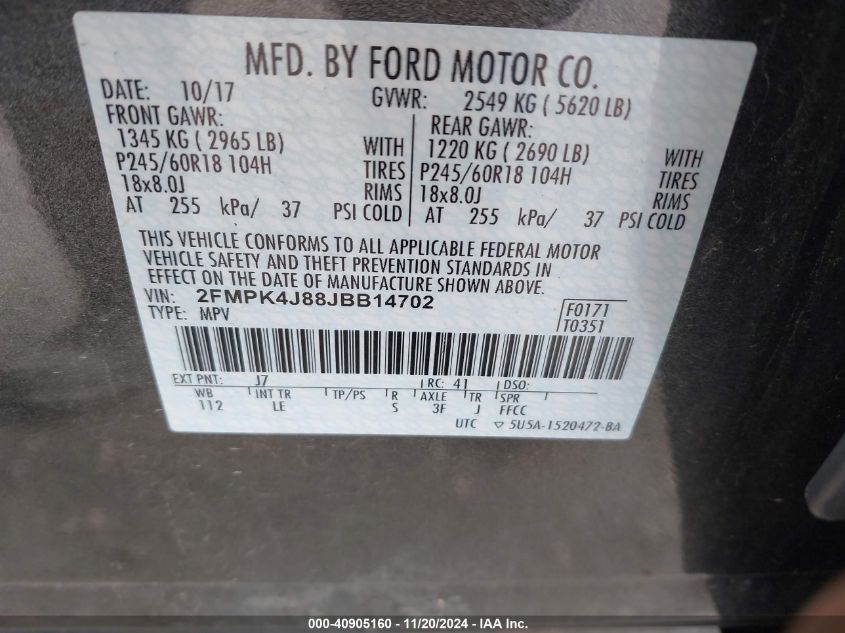 MFD. BY FORD MOTOR CO.
DATE: 10/17 GVWR: 2549 KG ( 5620 LB)
FRONT GAWR: REAR GAWR:
1345 KG ( 2965 LB) WITH 1220 KG ( 2690 LB) WITH
P245/60R18 104H TIRES P245/60R18 104H TIRES
18x8.0J RIMS 18x8.0J RIMS
AT 255 kPa/ 37 PSI COLD AT 255 kPa/ 37 PSI COLD
THIS VEHICLE CONFORMS TO ALL APPLICABLE FEDERAL MOTOR
VEHICLE SAFETY AND THEFT PREVENTION STANDARDS IN
EFFECT ON THE DATE OF MANUFACTURE SHOWN ABOVE.
VIN: 2FMPK4J88JBB14702
TYPE: MPV
F0171
T0351
EXT PNT: J7 RC: 41 DSO:
WB INT TR TP/PS R AXLE TR SPR
112 LE S 3F J FFCC
UTC ▽ 5U5A-1520472-BA
000-40905160 - 11/20/2024 - IAA Inc.